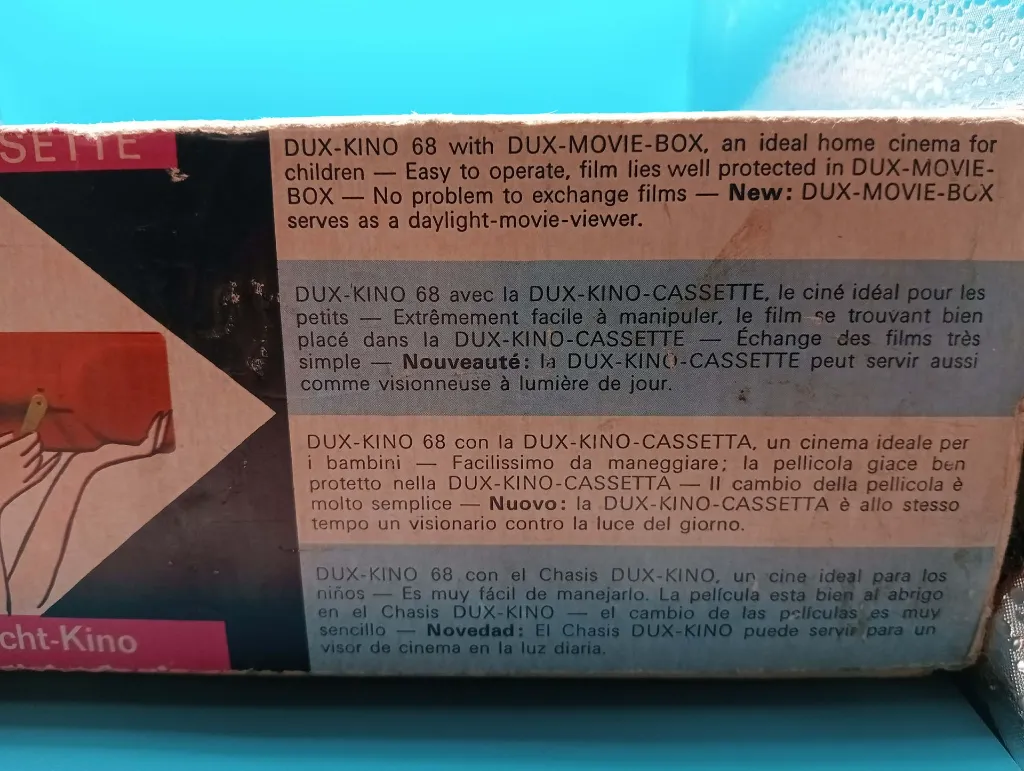 SETTE
DUX-KINO 68 with DUX-MOVIE-BOX, an ideal home cinema for
children — Easy to operate, film lies well protected in DUX-MOVIE-
BOX — No problem to exchange films — New: DUX-MOVIE-BOX
serves as a daylight-movie-viewer.
DUX-KINO 68 avec la DUX-KINO-CASSETTE, le ciné idéal pour les
petits — Extrêmement facile à manipuler, le film se trouvant bien
placé dans la DUX-KINO-CASSETTE — Échange des films très
simple — Nouveauté: la DUX-KINO-CASSETTE peut servir aussi
comme visionneuse à lumière de jour.
DUX-KINO 68 con la DUX-KINO-CASSETTA, un cinema ideale per
i bambini — Facilissimo da maneggiare; la pellicola giace ben
protetto nella DUX-KINO-CASSETTA — Il cambio della pellicola è
molto semplice — Nuovo: la DUX-KINO-CASSETTA è allo stesso
tempo un visionario contro la luce del giorno.
DUX-KINO 68 con el Chasis DUX-KINO, un cine ideal para los
niños — Es muy fácil de manejarlo. La película esta bien al abrigo
en el Chasis DUX-KINO — el cambio de las películas es muy
sencillo — Novedad: El Chasis DUX-KINO puede servir para un
visor de cinema en la luz diaria.
cht-Kino